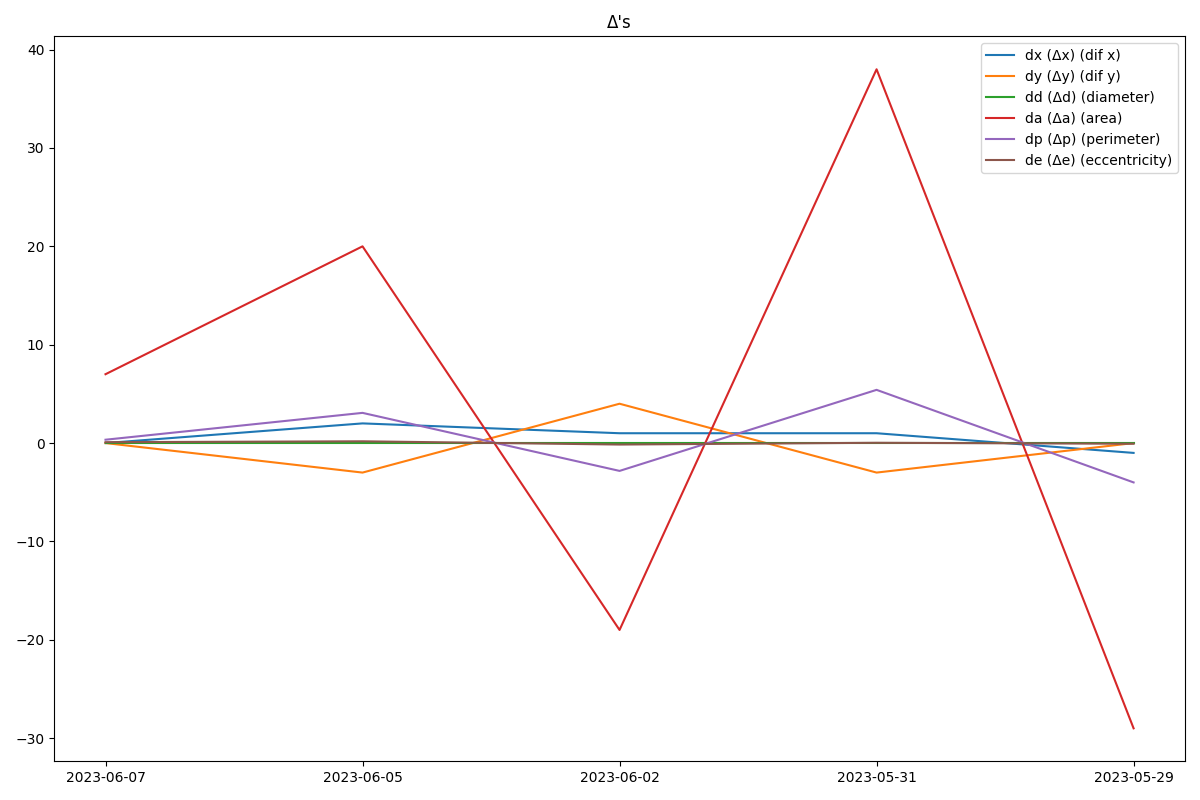 Δ's
dx (Δx) (dif x)
dy (Δy) (dif y)
dd (Δd) (diameter)
da (Δa) (area)
dp (Δp) (perimeter)
de (Δe) (eccentricity)
40
30
20
10
0
−10
−20
−30
2023-06-07 2023-06-05 2023-06-02 2023-05-31 2023-05-29